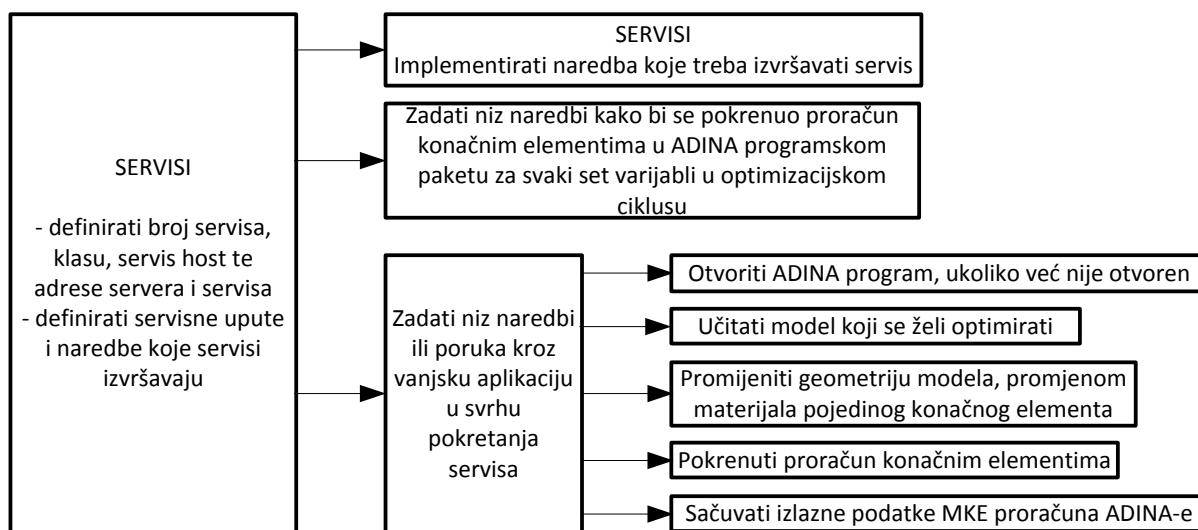 SERVISI
- definirati broj servisa,
klasu, servis host te
adrese servera i servisa
- definirati servisne upute
i naredbe koje servisi
izvršavaju
SERVISI
Implementirati naredba koje treba izvršavati servis
Zadati niz naredbi kako bi se pokrenuo proračun
konačnim elementima u ADINA programskom
paketu za svaki set varijabli u optimizacijskom
ciklusu
Zadati niz naredbi
ili poruka kroz
vanjsku aplikaciju
u svrhu
pokretanja
servisa
Otvoriti ADINA program, ukoliko već nije otvoren
Učitati model koji se želi optimirati
Promijeniti geometriju modela, promjenom
materijala pojedinog konačnog elementa
Pokrenuti proračun konačnim elementima
Sačuvati izlazne podatke MKE proračuna ADINA-e